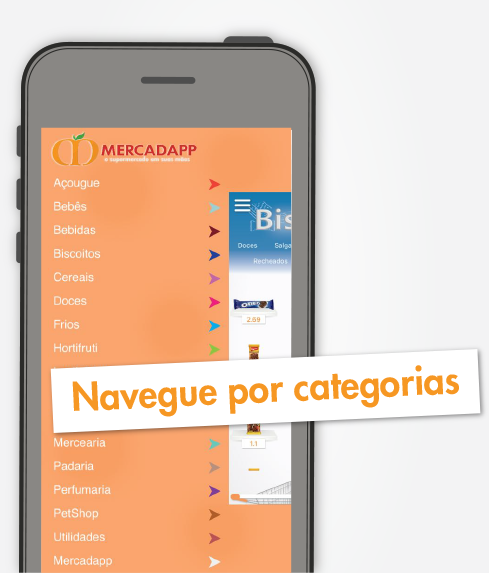 MERCADAPP
o supermercado em suas mãos
Açougue
Bebês
Bebidas
Biscoitos
Cereais
Doces
Frios
Hortifruti
Mercearia
Padaria
Perfumaria
PetShop
Utilidades
Mercadapp
Bis
Doces Salga
Recheados
OREO
2.69
1.1
Navegue por categorias